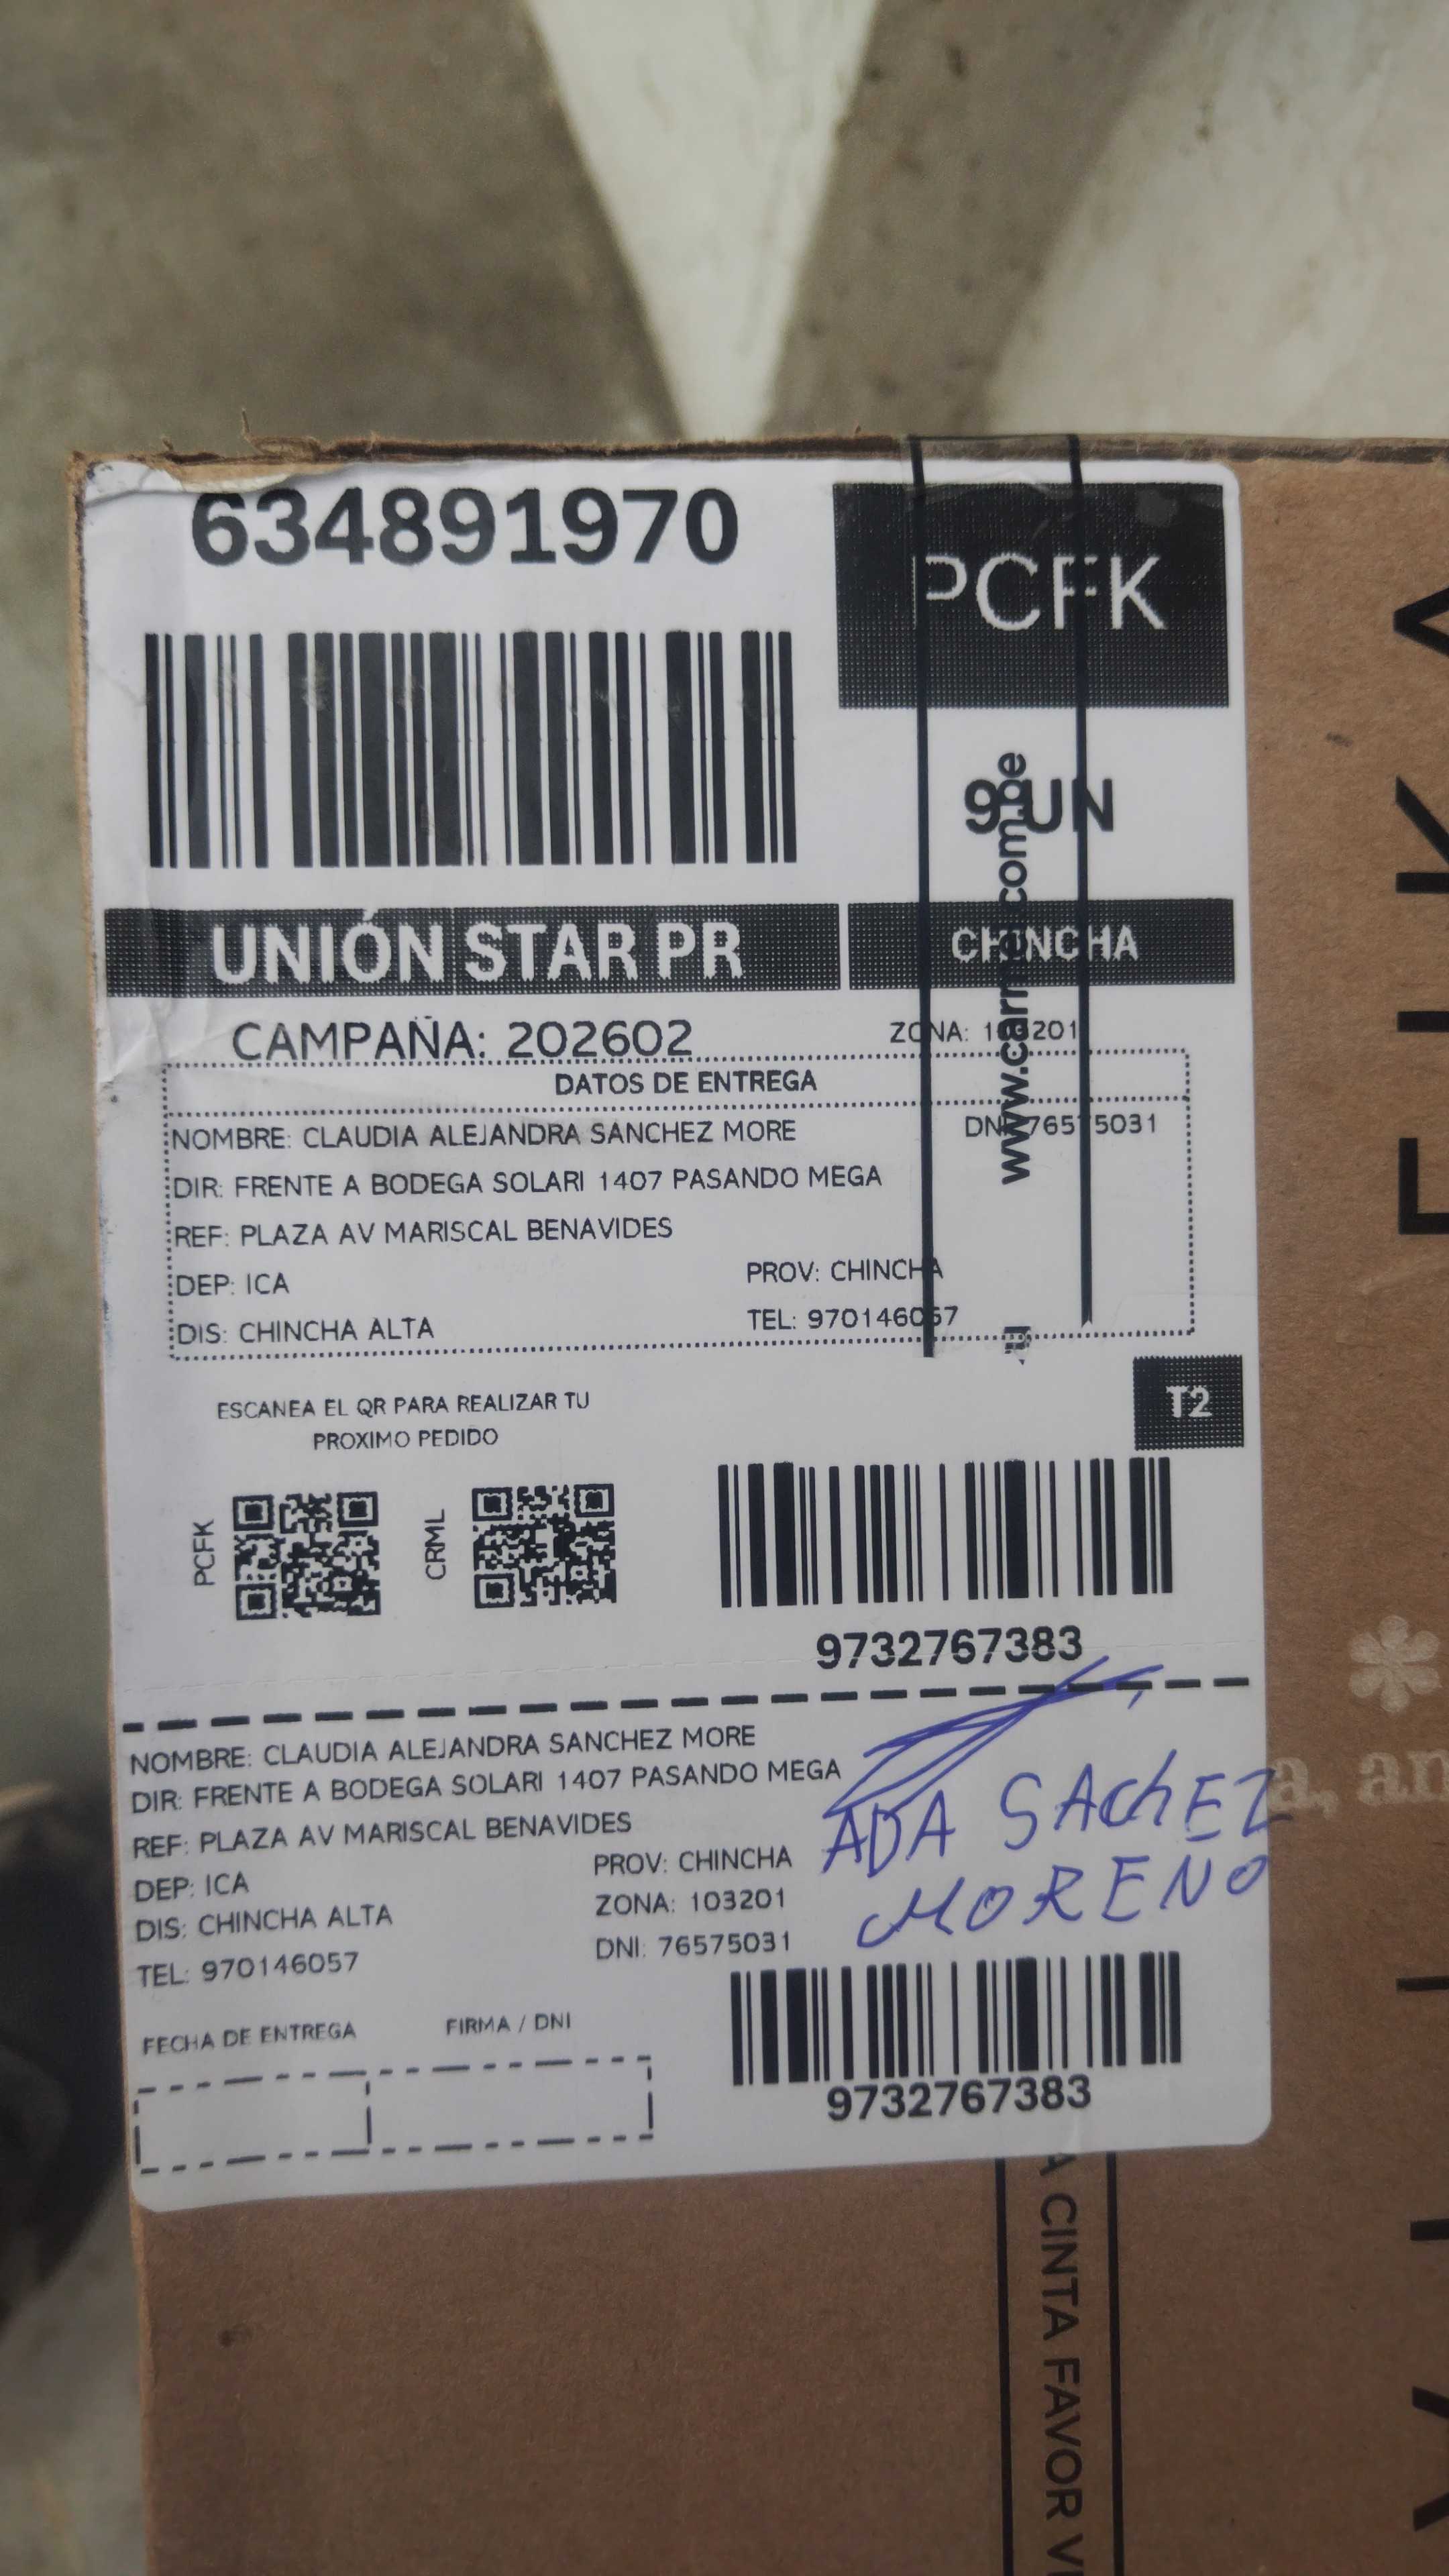 634891970
PCFK
9 UN
UNIÓN STAR PR
CHINCHA
CAMPAÑA: 202602
ZONA: 103201
DATOS DE ENTREGA
NOMBRE: CLAUDIA ALEJANDRA SANCHEZ MORE
DNI: 76575031
DIR: FRENTE A BODEGA SOLARI 1407 PASANDO MEGA
REF: PLAZA AV MARISCAL BENAVIDES
DEP: ICA
PROV: CHINCHA
DIS: CHINCHA ALTA
TEL: 970146057
ESCANEA EL QR PARA REALIZAR TU
PROXIMO PEDIDO
T2
PCFK
CRML
9732767383
NOMBRE: CLAUDIA ALEJANDRA SANCHEZ MORE
DIR: FRENTE A BODEGA SOLARI 1407 PASANDO MEGA
REF: PLAZA AV MARISCAL BENAVIDES
DEP: ICA
PROV: CHINCHA
DIS: CHINCHA ALTA
ZONA: 103201
TEL: 970146057
DNI: 76575031
ADA SACHEZ
MORENO
FECHA DE ENTREGA
FIRMA / DNI
9732767383
CINTA FAVOR